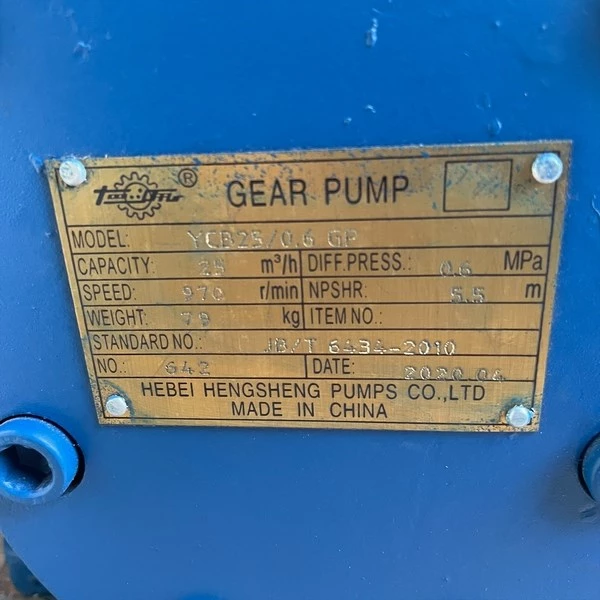 ® GEAR PUMP
MODEL: YCB25/0.6 GP
CAPACITY: 25 m³/h DIFF.PRESS.: 0.6 MPa
SPEED: 970 r/min NPSHR: 5.5 m
WEIGHT: 79 kg ITEM NO.:
STANDARD NO.: JB/T 6434-2010
NO.: 642 DATE: 2020.04
HEBEI HENGSHENG PUMPS CO.,LTD
MADE IN CHINA